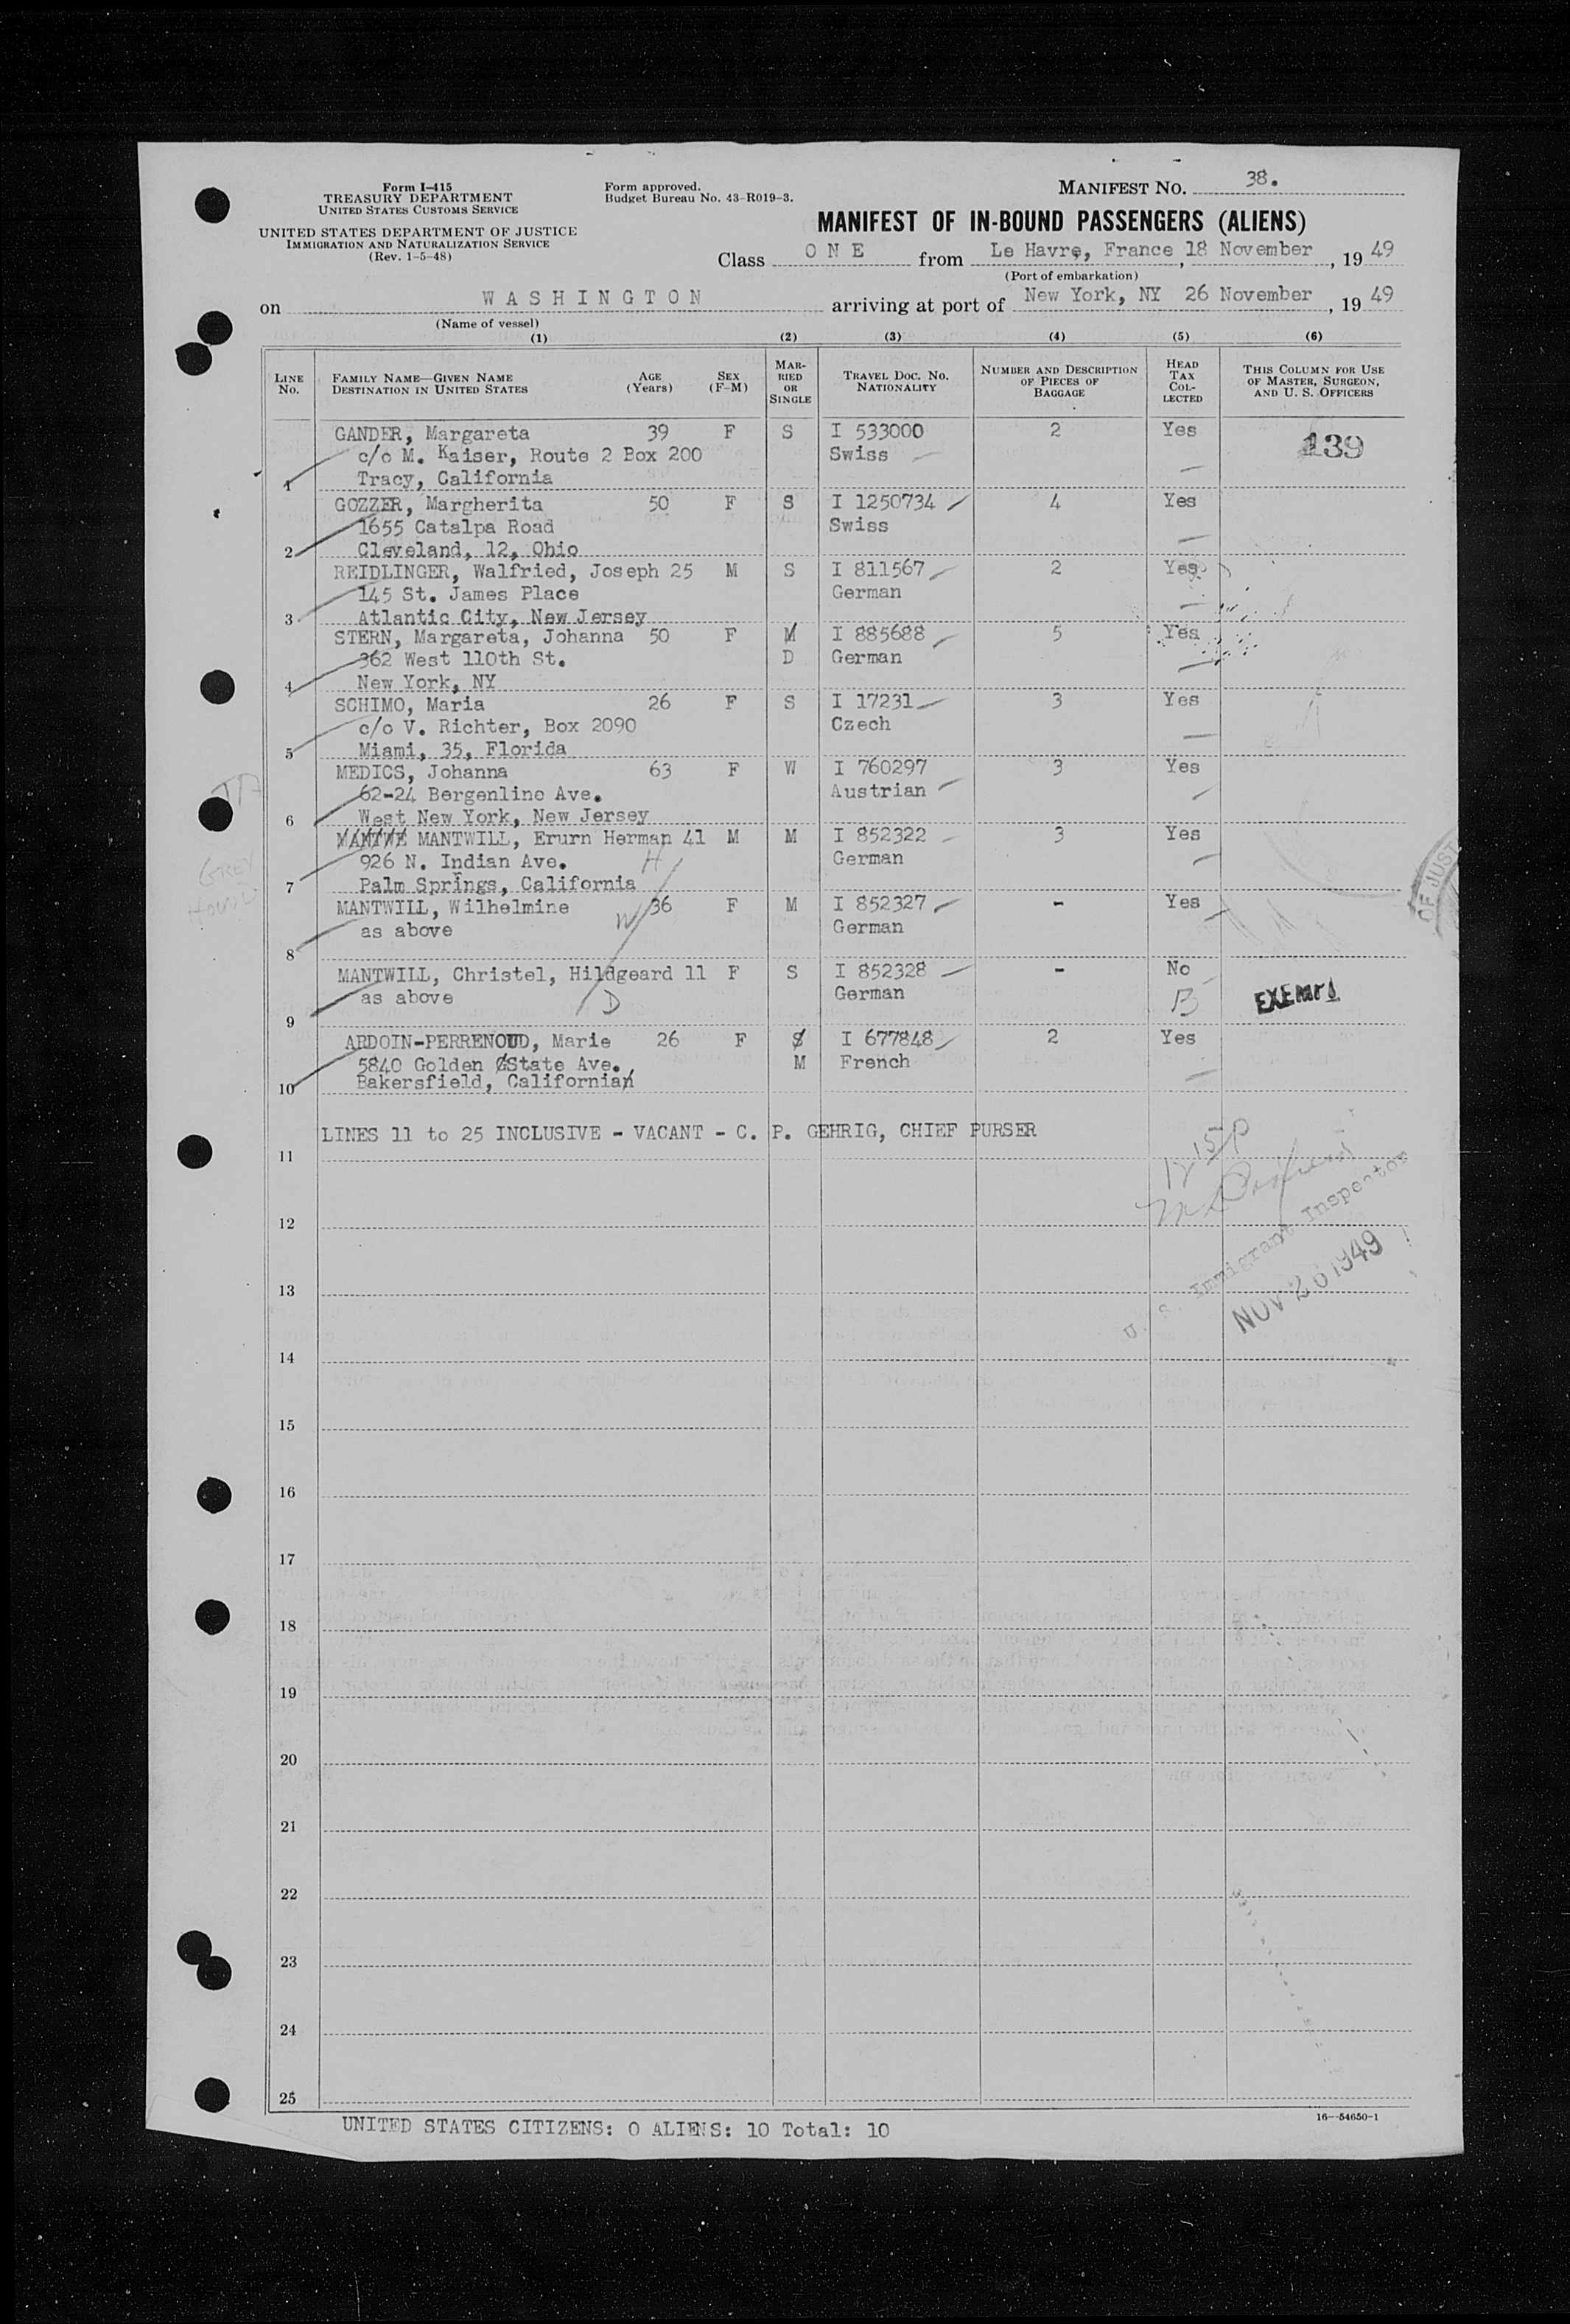 Form I-415
TREASURY DEPARTMENT
UNITED STATES CUSTOMS SERVICE
UNITED STATES DEPARTMENT OF JUSTICE
IMMIGRATION AND NATURALIZATION SERVICE
(Rev. 1-5-48)
Form approved.
Budget Bureau No. 43-R019-3.
MANIFEST NO. 38.
MANIFEST OF IN-BOUND PASSENGERS (ALIENS)
Class O N E from Le Havre, France, 18 November, 19 49
(Port of embarkation)
on W A S H I N G T O N arriving at port of New York, NY 26 November, 19 49
(Name of vessel)
(1) (2) (3) (4) (5) (6)
LINE No. FAMILY NAME—GIVEN NAME DESTINATION IN UNITED STATES AGE (Years) SEX (F-M) MARRIED OR SINGLE TRAVEL DOC. NO. NATIONALITY NUMBER AND DESCRIPTION OF PIECES OF BAGGAGE HEAD TAX COLLECTED THIS COLUMN FOR USE OF MASTER, SURGEON, AND U. S. OFFICERS
GANDER, Margareta 39 F S I 533000 2 Yes 139
c/o M. Kaiser, Route 2 Box 200 Swiss
1 Tracy, California
GOZZER, Margherita 50 F S I 1250734 4 Yes
1655 Catalpa Road Swiss
2 Cleveland, 12, Ohio
REIDLINGER, Walfried, Joseph 25 M S I 811567 2 Yes
145 St. James Place German
3 Atlantic City, New Jersey
STERN, Margareta, Johanna 50 F M I 885688 5 Yes
362 West 110th St. D German
4 New York, NY
SCHIMO, Maria 26 F S I 17231 3 Yes
c/o V. Richter, Box 2090 Czech
5 Miami, 35, Florida
MEDICS, Johanna 63 F W I 760297 3 Yes
62-24 Bergenline Ave. Austrian
6 West New York, New Jersey
MANTWE MANTWILL, Erurn Herman 41 M M I 852322 3 Yes
926 N. Indian Ave. H German
7 Palm Springs, California
MANTWILL, Wilhelmine 36 F M I 852327 - Yes
as above W German
8
MANTWILL, Christel, Hildgeard 11 F S I 852328 - No
as above D German B EXEMPT
9
ARDOIN-PERRENOUD, Marie 26 F S I 677848 2 Yes
5840 Golden GState Ave. M French
10 Bakersfield, Californian
LINES 11 to 25 INCLUSIVE - VACANT - C. P. GEHRIG, CHIEF PURSER
11
1215p
12
U. S. Immigrant Inspector
13
NOV 26 1949
14
15
16
17
18
19
20
21
22
23
24
25
16—54650-1
UNITED STATES CITIZENS: 0 ALIENS: 10 Total: 10
OF JUST